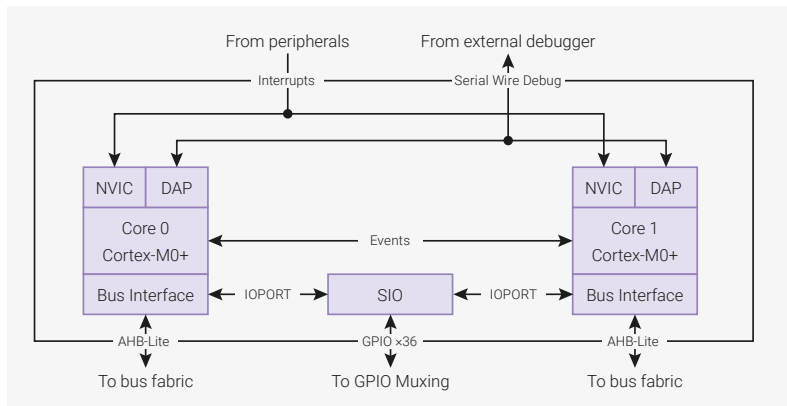 From peripherals
From external debugger
Interrupts
Serial Wire Debug
NVIC
DAP
NVIC
DAP
Core 0
Cortex-M0+
Core 1
Cortex-M0+
Events
Bus Interface
IOPORT
SIO
IOPORT
Bus Interface
AHB-Lite
GPIO ×36
AHB-Lite
To bus fabric
To GPIO Muxing
To bus fabric